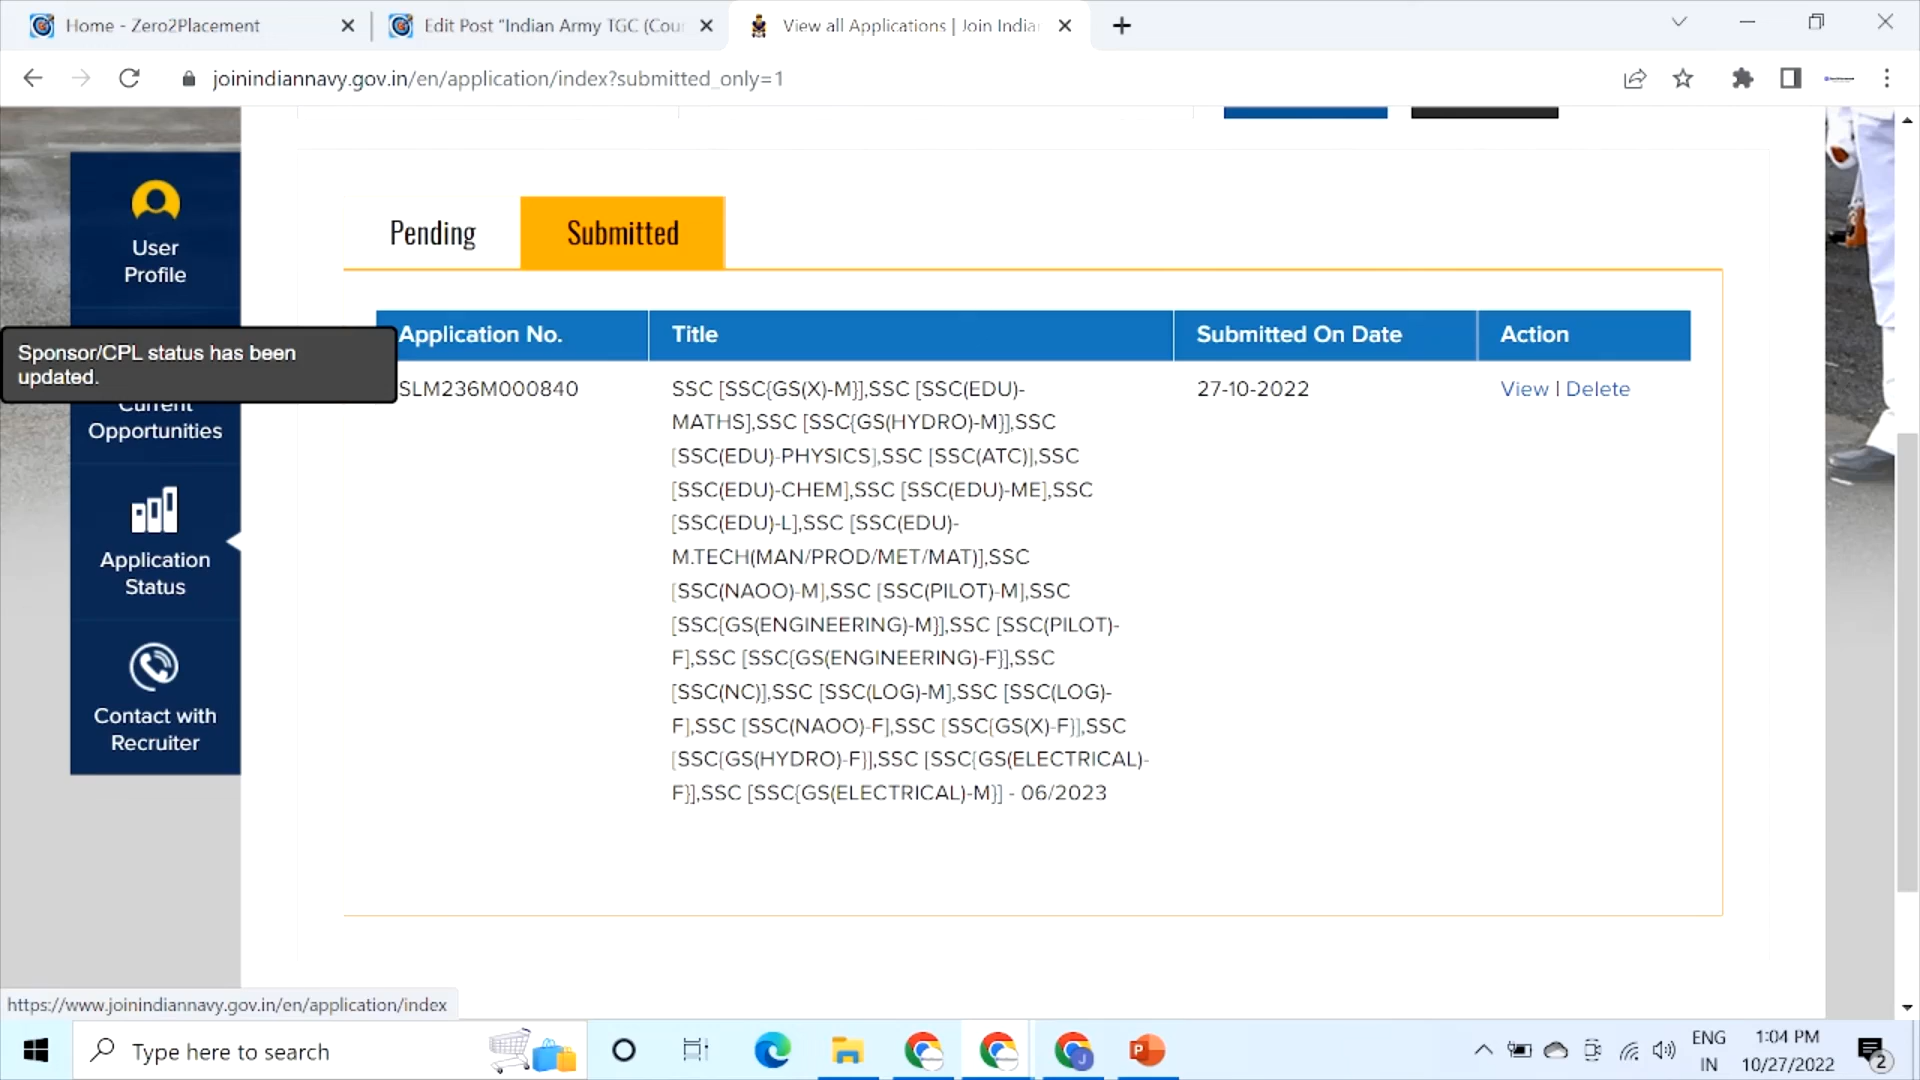 Home - Zero2Placement
Edit Post "Indian Army TGC (Cour
View all Applications | Join India
joinindiannavy.gov.in/en/application/index?submitted_only=1
User
Profile
Pending
Submitted
Sponsor/CPL status has been
updated.
Application No.
Title
Submitted On Date
Action
SLM236M000840
SSC [SSC{GS(X)-M}],SSC [SSC(EDU)-
MATHS],SSC [SSC{GS(HYDRO)-M}],SSC
[SSC(EDU)-PHYSICS],SSC [SSC(ATC)],SSC
[SSC(EDU)-CHEM],SSC [SSC(EDU)-ME],SSC
[SSC(EDU)-L],SSC [SSC(EDU)-
M.TECH(MAN/PROD/MET/MAT)],SSC
[SSC(NAOO)-M],SSC [SSC(PILOT)-M],SSC
[SSC{GS(ENGINEERING)-M}],SSC [SSC(PILOT)-
F],SSC [SSC{GS(ENGINEERING)-F}],SSC
[SSC(NC)],SSC [SSC(LOG)-M],SSC [SSC(LOG)-
F],SSC [SSC(NAOO)-F],SSC [SSC{GS(X)-F}],SSC
[SSC{GS(HYDRO)-F}],SSC [SSC{GS(ELECTRICAL)-
F}],SSC [SSC{GS(ELECTRICAL)-M}] - 06/2023
27-10-2022
View | Delete
Current
Opportunities
Application
Status
Contact with
Recruiter
https://www.joinindiannavy.gov.in/en/application/index
Type here to search
ENG
IN
1:04 PM
10/27/2022
2